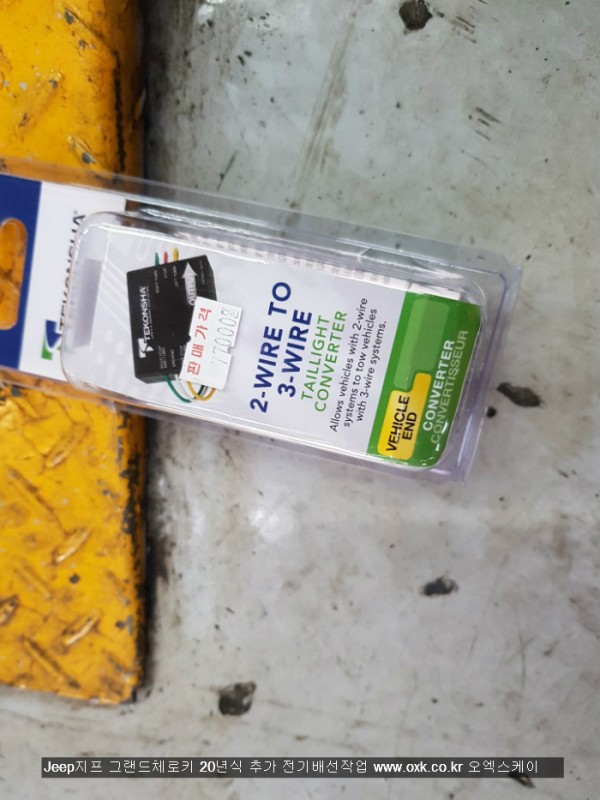 TEKONSHA®
TEKONSHA
판매가격
2-WIRE TO
3-WIRE
TAILLIGHT
CONVERTER
Allows vehicles with 2-wire
systems to tow vehicles
with 3-wire systems.
VEHICLE
END
CONVERTER
CONVERTISSEUR
Jeep지프 그랜드체로키 20년식 추가 전기배선작업 www.oxk.co.kr 오엑스케이